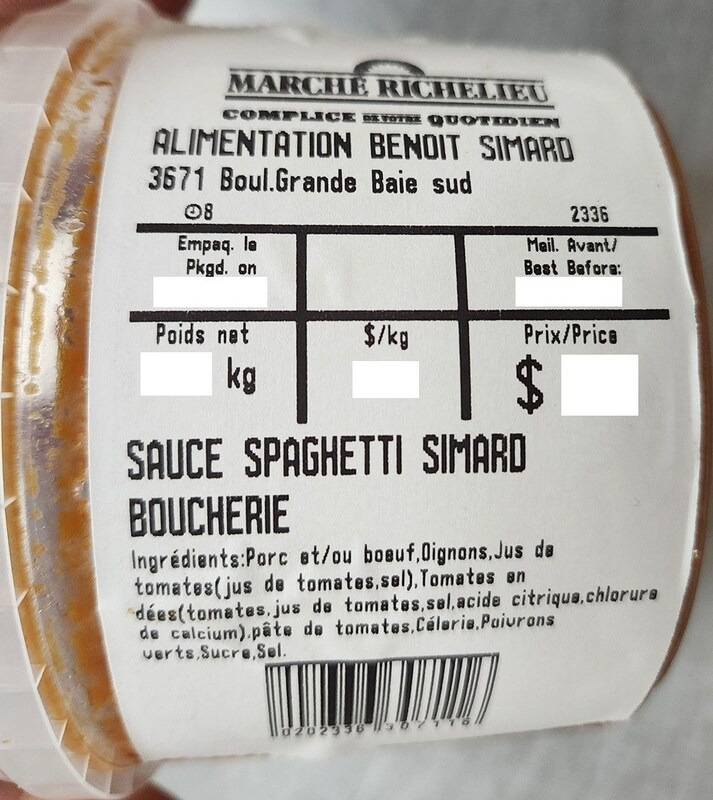 MARCHÉ RICHELIEU
COMPLICE DE VOTRE QUOTIDIEN
ALIMENTATION BENOIT SIMARD
3671 Boul.Grande Baie sud
8 2336
Empaq. le
Pkgd. on
Meil. Avant/
Best Before:
Poids net
kg
$/kg
Prix/Price
$
SAUCE SPAGHETTI SIMARD
BOUCHERIE
Ingrédients:Porc et/ou boeuf,Oignons,Jus de
tomates(jus de tomates,sel),Tomates en
dées(tomates,jus de tomates,sel,acide citrique,chlorure
de calcium),pâte de tomates,Céleris,Poivrons
verts,Sucre,Sel.